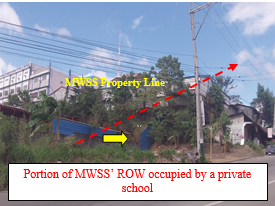 MWSS Property Line
Portion of MWSS' ROW occupied by a private
school